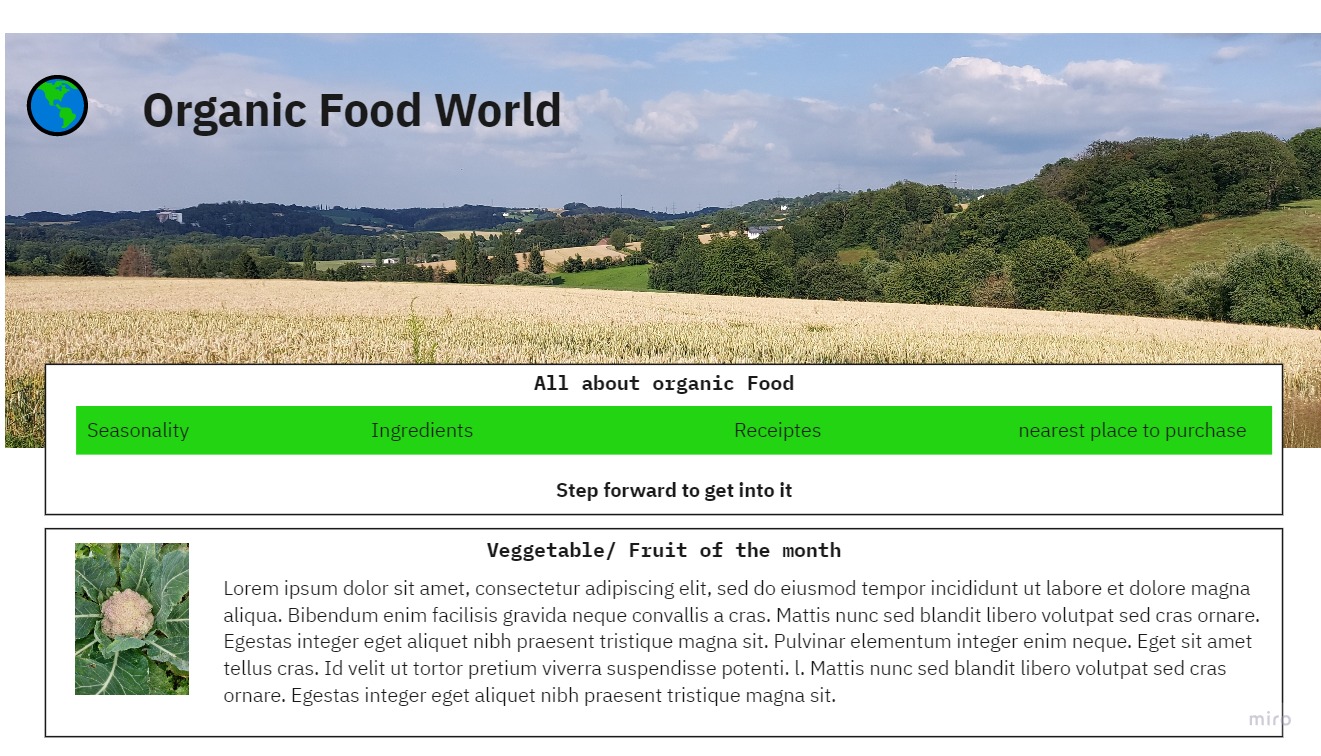 Organic Food World
All about organic Food
Seasonality Ingredients Receiptes nearest place to purchase
Step forward to get into it
Veggetable/ Fruit of the month
Lorem ipsum dolor sit amet, consectetur adipiscing elit, sed do eiusmod tempor incididunt ut labore et dolore magna
aliqua. Bibendum enim facilisis gravida neque convallis a cras. Mattis nunc sed blandit libero volutpat sed cras ornare.
Egestas integer eget aliquet nibh praesent tristique magna sit. Pulvinar elementum integer enim neque. Eget sit amet
tellus cras. Id velit ut tortor pretium viverra suspendisse potenti. l. Mattis nunc sed blandit libero volutpat sed cras
ornare. Egestas integer eget aliquet nibh praesent tristique magna sit.
miro